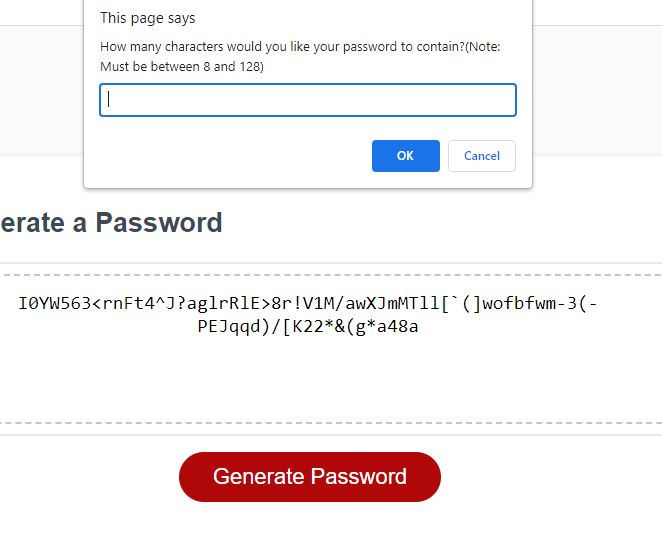 This page says
How many characters would you like your password to contain?(Note:
Must be between 8 and 128)
OK
Cancel
erate a Password
I0YW563<rnFt4^J?aglrRlE>8r!V1M/awXJmMTll[`(]wofbfwm-3(-
PEJqqd)/[K22*&(g*a48a
Generate Password